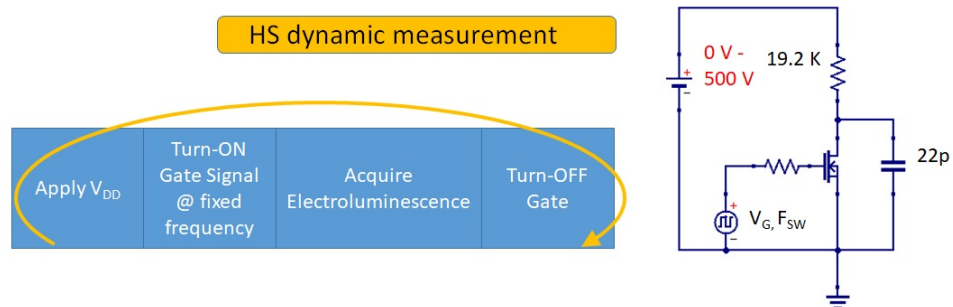 HS dynamic measurement
Apply VDD
Turn-ON
Gate Signal
@ fixed
frequency
Acquire
Electroluminescence
Turn-OFF
Gate
0 V -
500 V
19.2 K
+
−
22p
+
−
VG, FSW